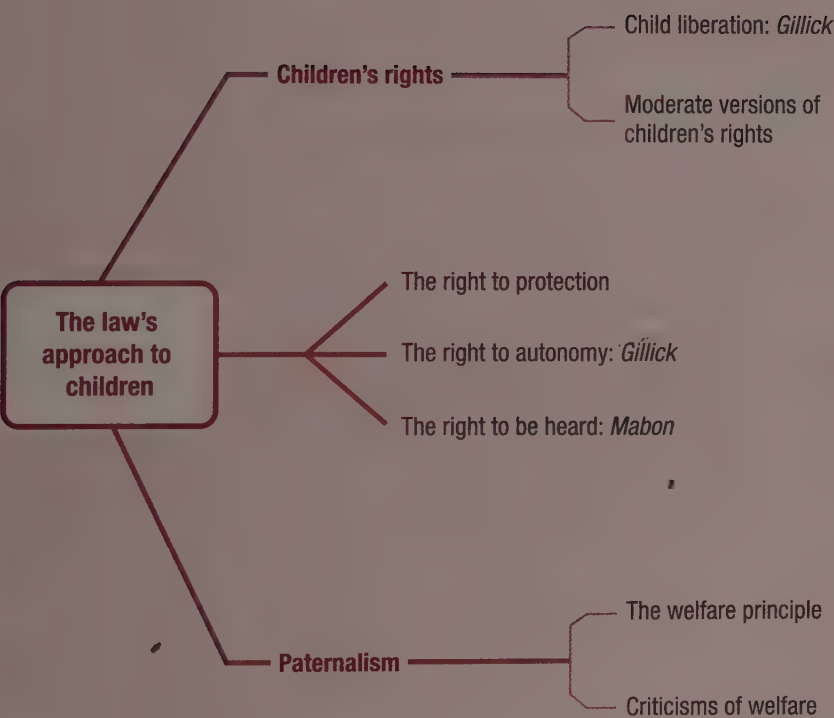 Child liberation: Gillick
Children's rights
Moderate versions of
children's rights
The right to protection
The law's
approach to
children
The right to autonomy: Gillick
The right to be heard: Mabon
The welfare principle
Paternalism
Criticisms of welfare